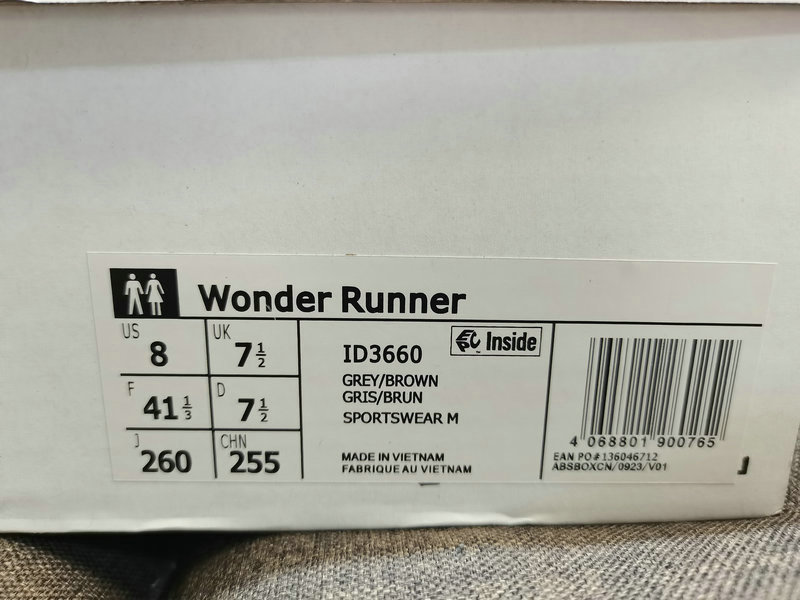 Wonder Runner
US 8
UK 7 1/2
F 41 1/3
D 7 1/2
J 260
CHN 255
ID3660
Inside
GREY/BROWN
GRIS/BRUN
SPORTSWEAR M
MADE IN VIETNAM
FABRIQUE AU VIETNAM
4 068801 900765
EAN PO# 136046712
ABSBOXCN/0923/V01
J